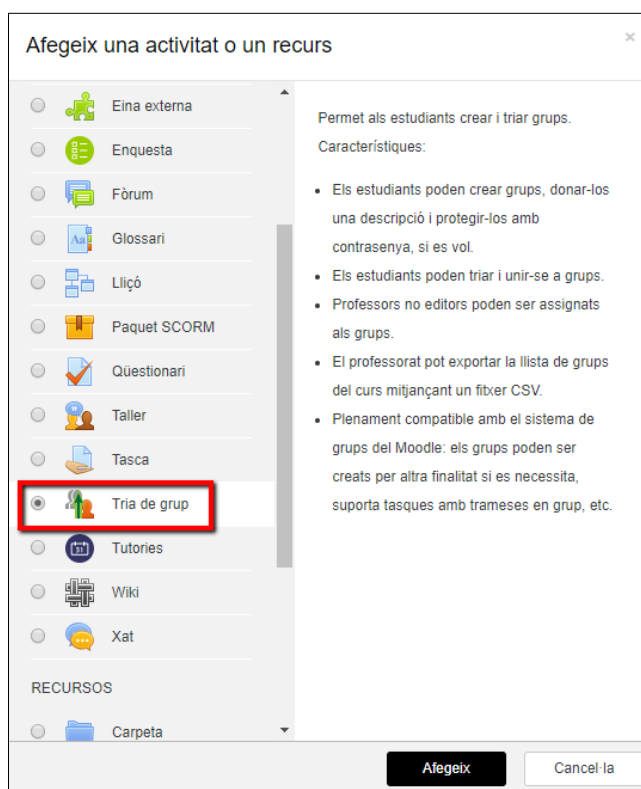 Afegeix una activitat o un recurs
×
Eina externa
Enquesta
Fòrum
Glossari
Lliçó
Paquet SCORM
Qüestionari
Taller
Tasca
Tria de grup
Tutories
Wiki
Xat
RECURSOS
Carpeta
Permet als estudiants crear i triar grups.
Característiques:
• Els estudiants poden crear grups, donar-los
una descripció i protegir-los amb
contrasenya, si es vol.
• Els estudiants poden triar i unir-se a grups.
• Professors no editors poden ser assignats
als grups.
• El professorat pot exportar la llista de grups
del curs mitjançant un fitxer CSV.
• Plenament compatible amb el sistema de
grups del Moodle: els grups poden ser
creats per altra finalitat si es necessita,
suporta tasques amb trameses en grup, etc.
Afegeix
Cancel·la